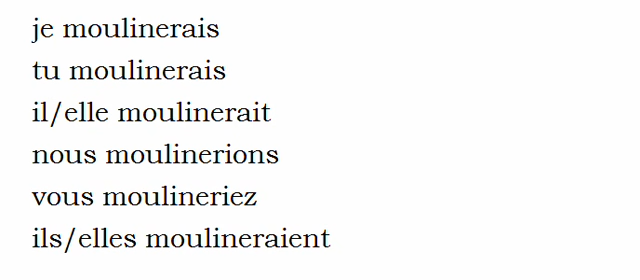 je moulinerais
tu moulinerais
il/elle moulinerait
nous moulinerions
vous moulineriez
ils/elles moulineraient